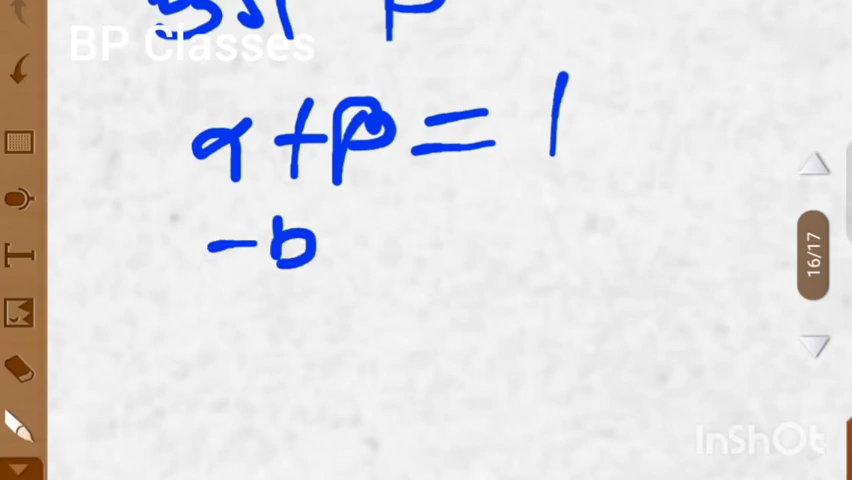 BP Classes
α + β = 1
-b
16/17
InShOt